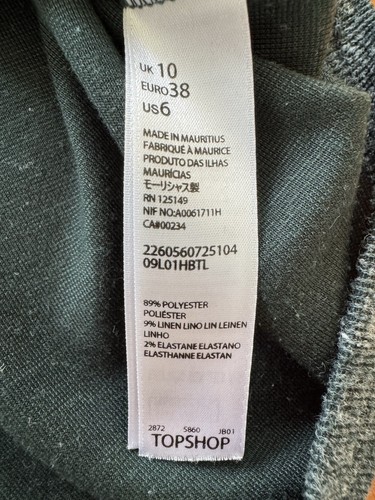 UK 10
EURO 38
US 6
MADE IN MAURITIUS
FABRIQUÉ À MAURICE
PRODUTO DAS ILHAS
MAURÍCIAS
モーリシャス製
RN 125149
NIF NO:A0061711H
CA#00234
2260560725104
09L01HBTL
89% POLYESTER
POLIÉSTER
9% LINEN LINO LIN LEINEN
LINHO
2% ELASTANE ELASTANO
ELASTHANNE ELASTAN
2872 5860 JB01
TOPSHOP